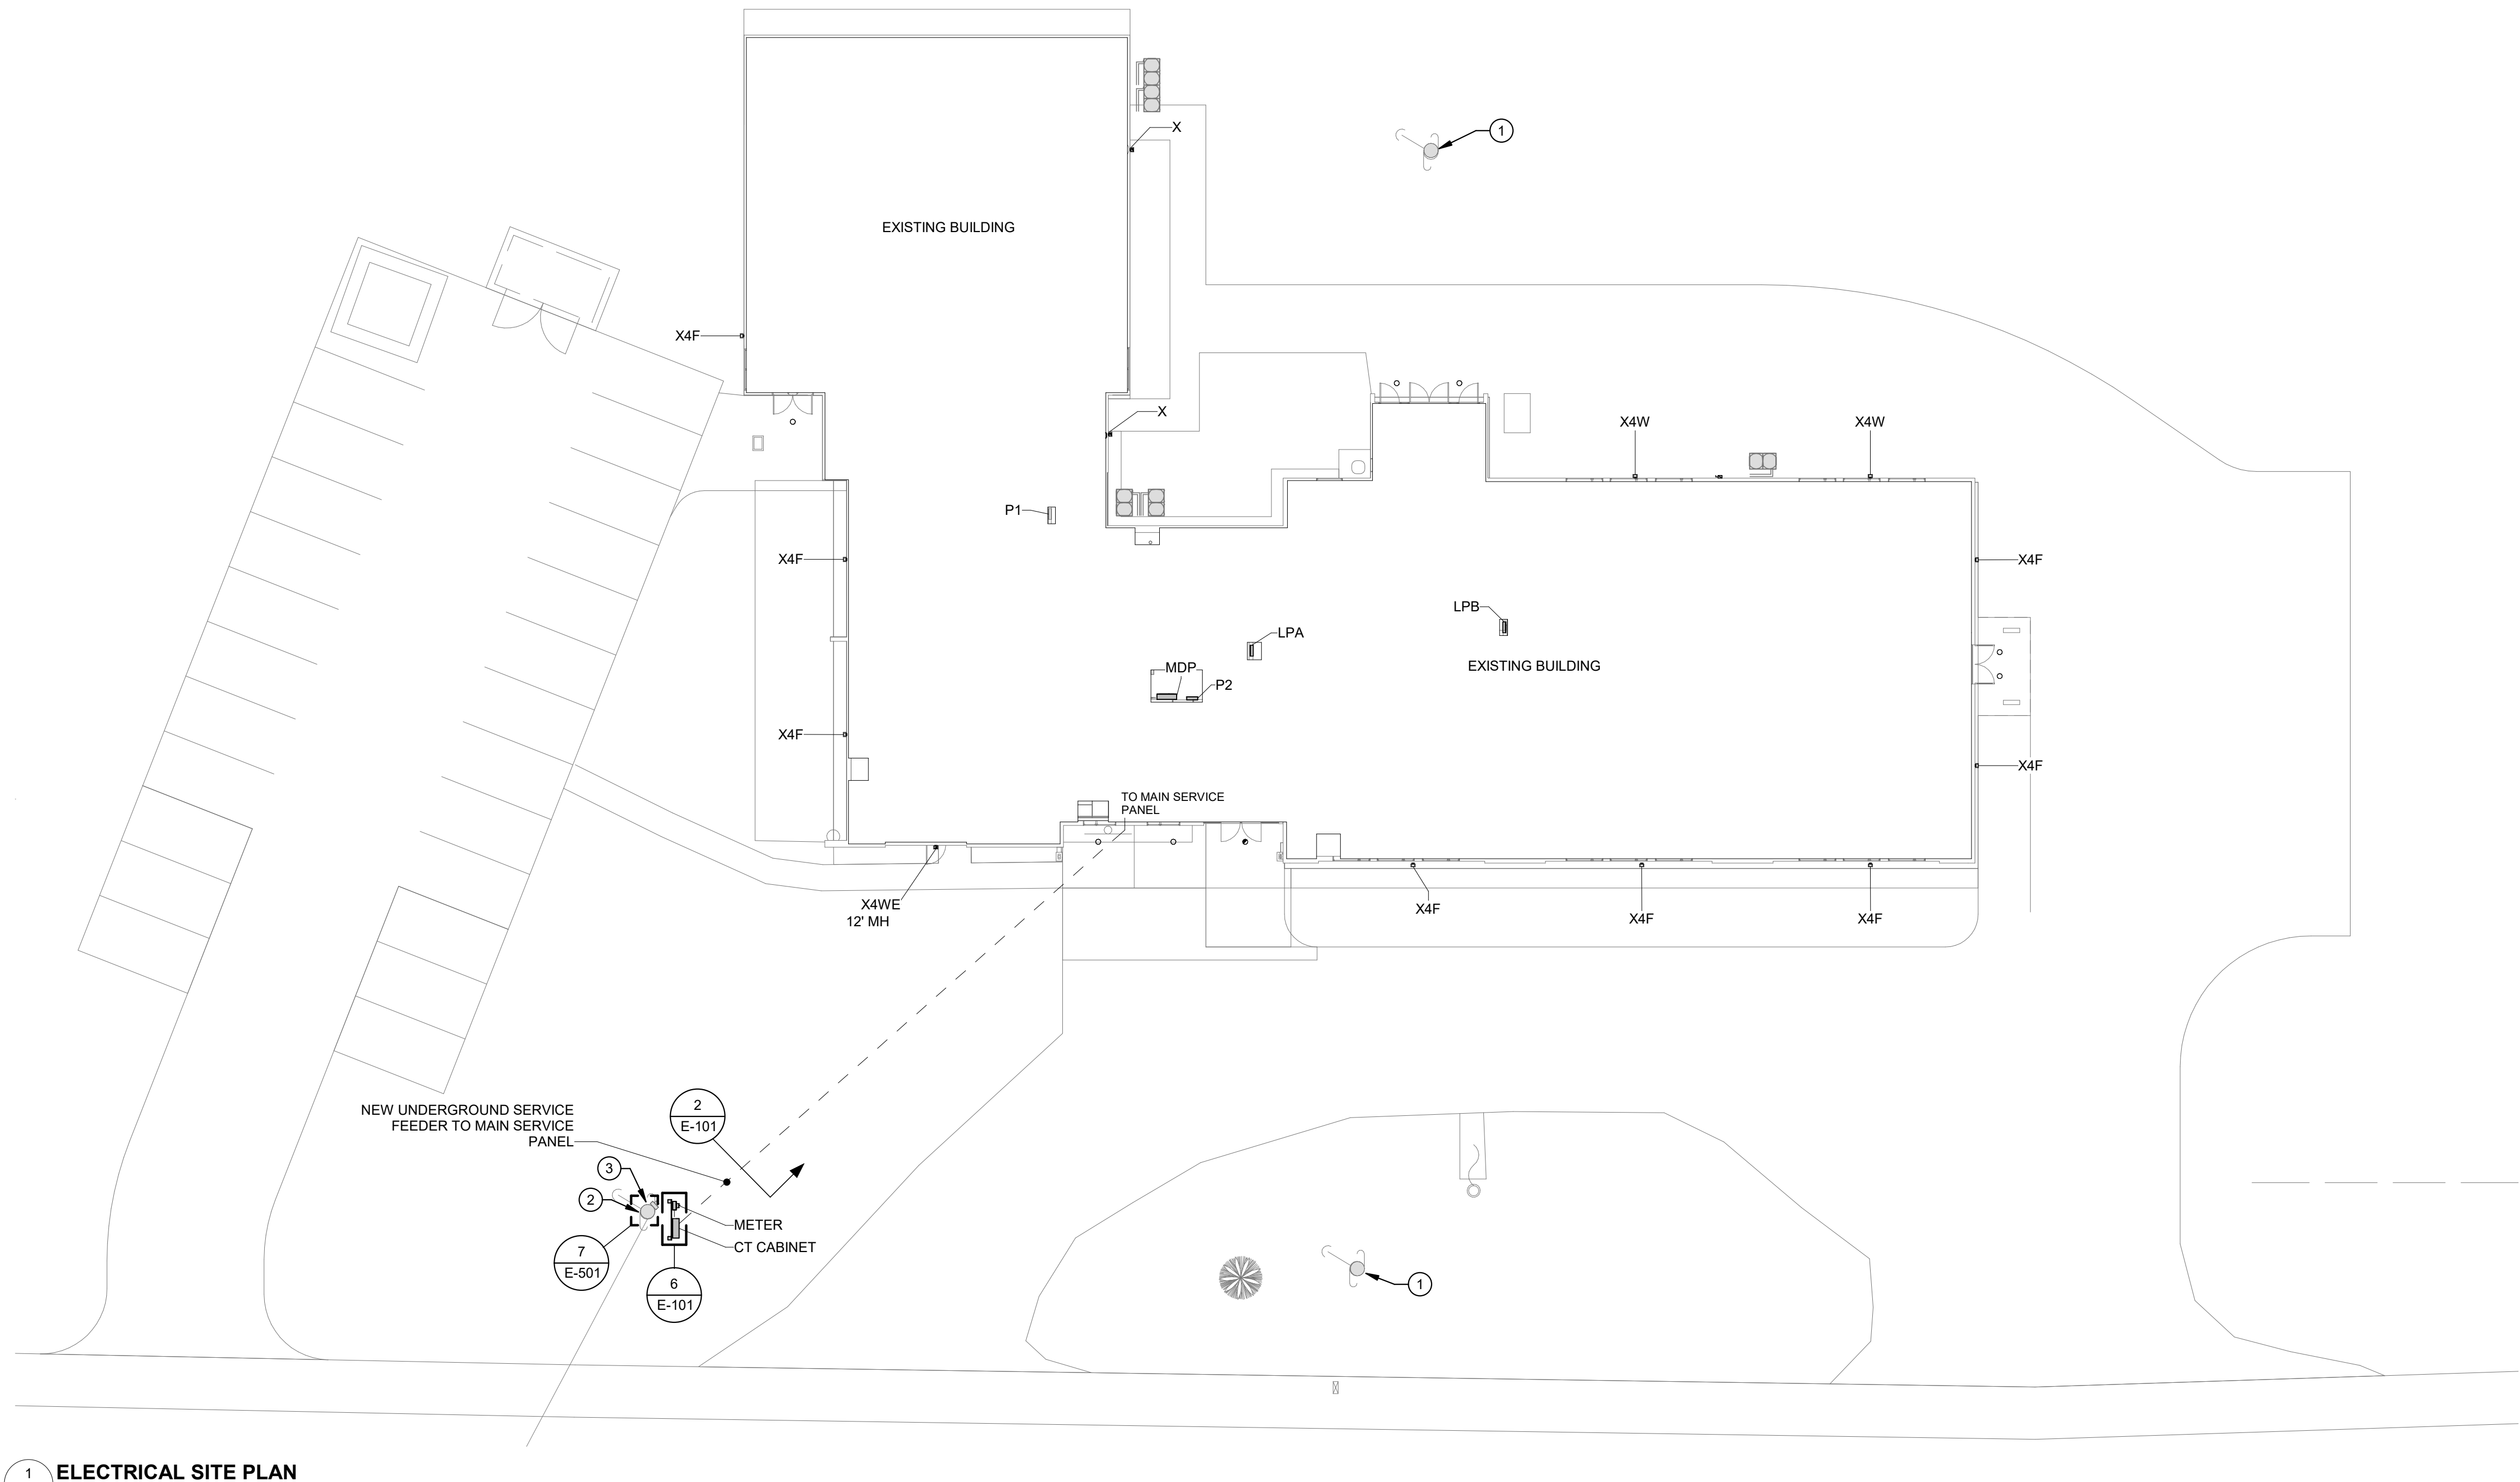 X
1
EXISTING BUILDING
X4F
X
X4W
X4W
P1
X4F
X4F
LPB
LPA
EXISTING BUILDING
MDP
P2
X4F
X4F
TO MAIN SERVICE
PANEL
X4WE
12' MH
X4F
X4F
X4F
2
E-101
NEW UNDERGROUND SERVICE
FEEDER TO MAIN SERVICE
PANEL
3
2
METER
CT CABINET
7
E-501
6
E-101
1
1
ELECTRICAL SITE PLAN